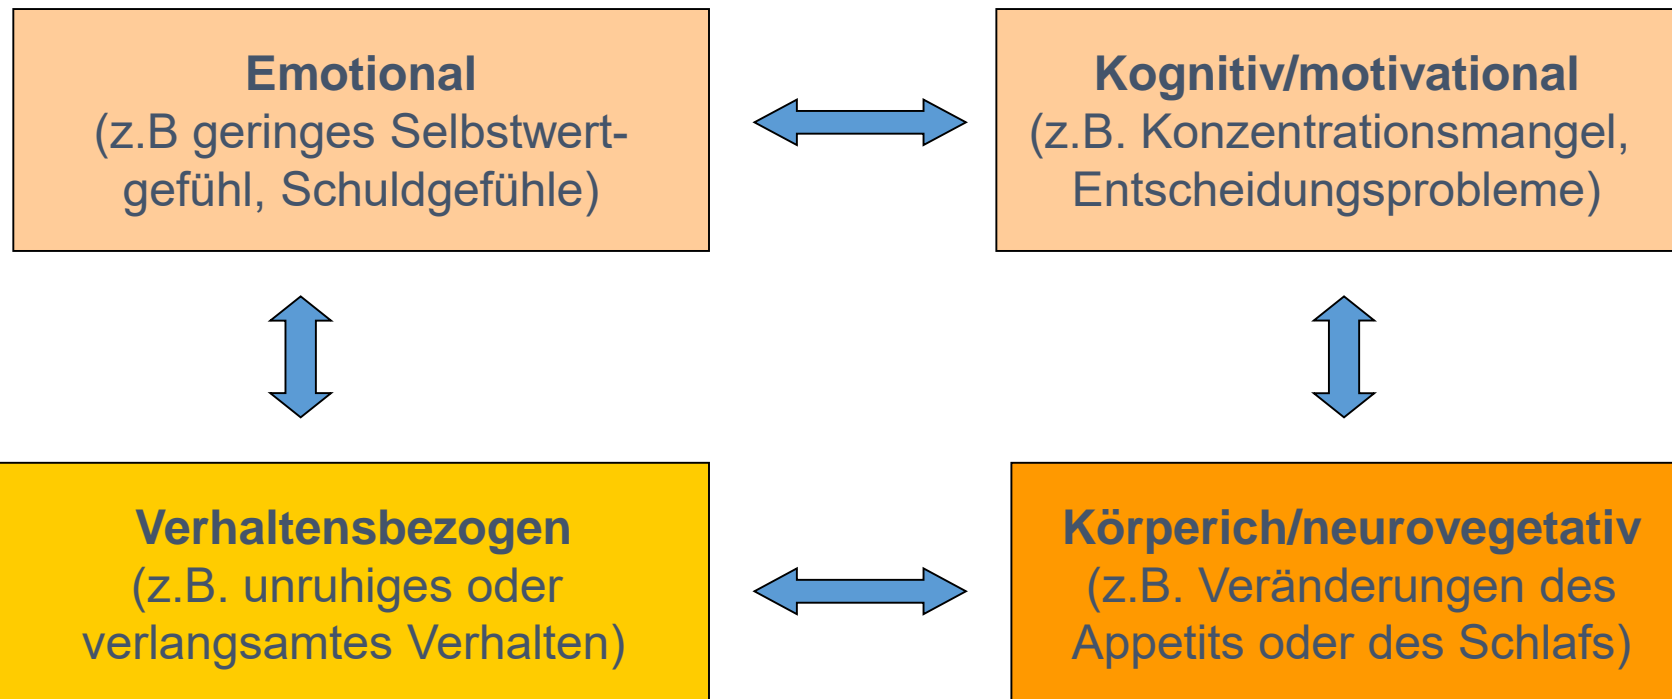 Emotional
(z.B geringes Selbstwert-
gefühl, Schuldgefühle)
Kognitiv/motivational
(z.B. Konzentrationsmangel,
Entscheidungsprobleme)
Verhaltensbezogen
(z.B. unruhiges oder
verlangsamtes Verhalten)
Körperich/neurovegetativ
(z.B. Veränderungen des
Appetits oder des Schlafs)